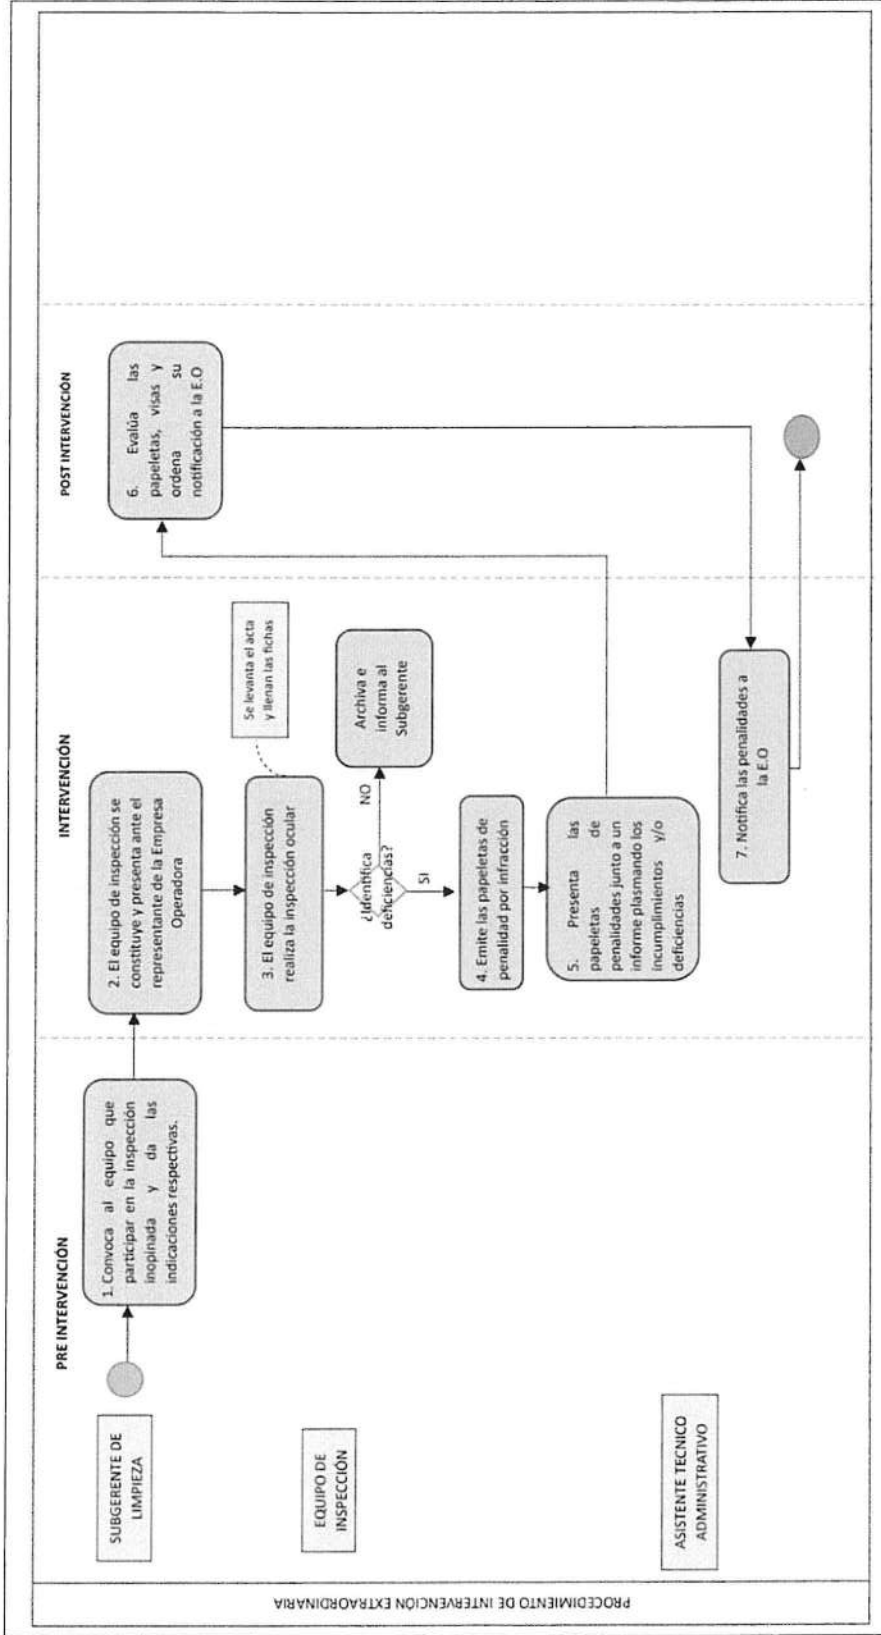 PROCEDIMIENTO DE INTERVENCIÓN EXTRAORDINARIA
PRE INTERVENCIÓN
INTERVENCIÓN
POST INTERVENCIÓN
SUBGERENTE DE
LIMPIEZA
EQUIPO DE
INSPECCIÓN
ASISTENTE TECNICO
ADMINISTRATIVO
1. Convoca al equipo que
participar en la inspección
inopinada y da las
indicaciones respectivas.
2. El equipo de inspección se
constituye y presenta ante el
representante de la Empresa
Operadora
3. El equipo de inspección
realiza la inspección ocular
Se levanta el acta
y llenan las fichas
¿Identifica
deficiencias?
NO
Archiva e
informa al
Subgerente
SI
4. Emite las papeletas de
penalidad por infracción
5. Presenta las
papeletas de
penalidades junto a un
informe plasmando los
incumplimientos y/o
deficiencias
6. Evalúa las
papeletas, visas y
ordena su
notificación a la E.O
7. Notifica las penalidades a
la E.O